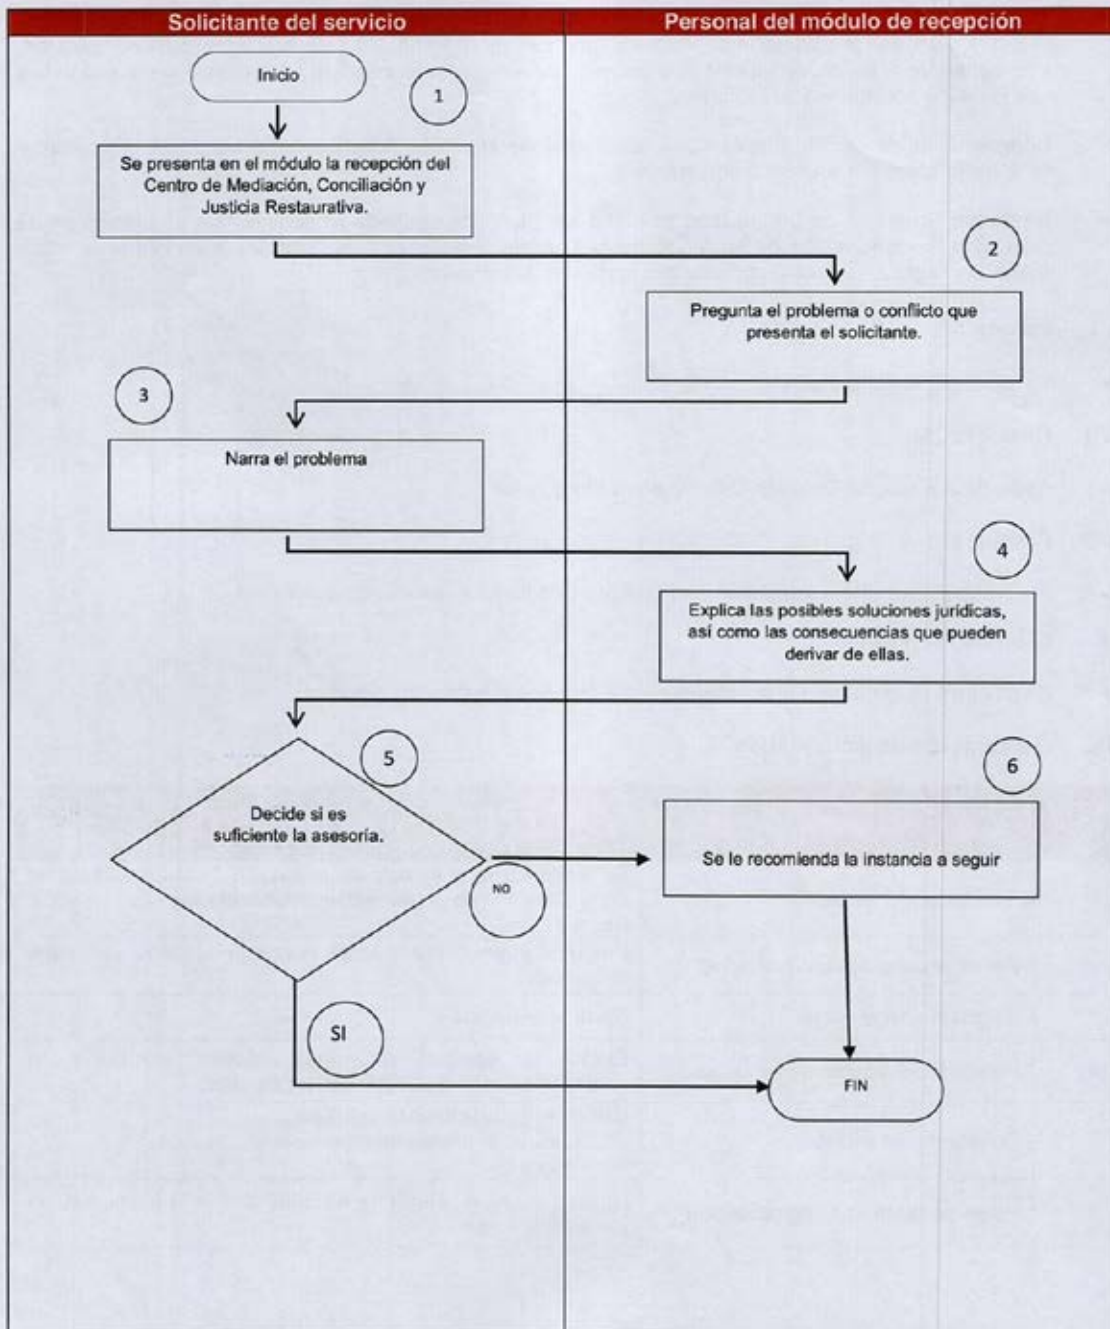 Solicitante del servicio
Personal del módulo de recepción
Inicio
1
Se presenta en el módulo la recepción del
Centro de Mediación, Conciliación y
Justicia Restaurativa.
2
Pregunta el problema o conflicto que
presenta el solicitante.
3
Narra el problema
4
Explica las posibles soluciones jurídicas,
así como las consecuencias que pueden
derivar de ellas.
5
Decide si es
suficiente la asesoría.
6
Se le recomienda la instancia a seguir
NO
SI
FIN